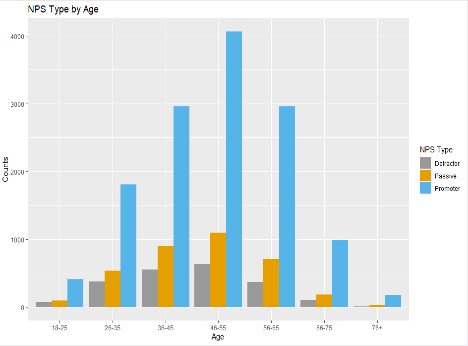 NPS Type by Age
4000
3000
2000
1000
0
Counts
18-25
26-35
36-45
46-55
56-65
66-75
76+
Age
NPS Type
Detractor
Passive
Promoter